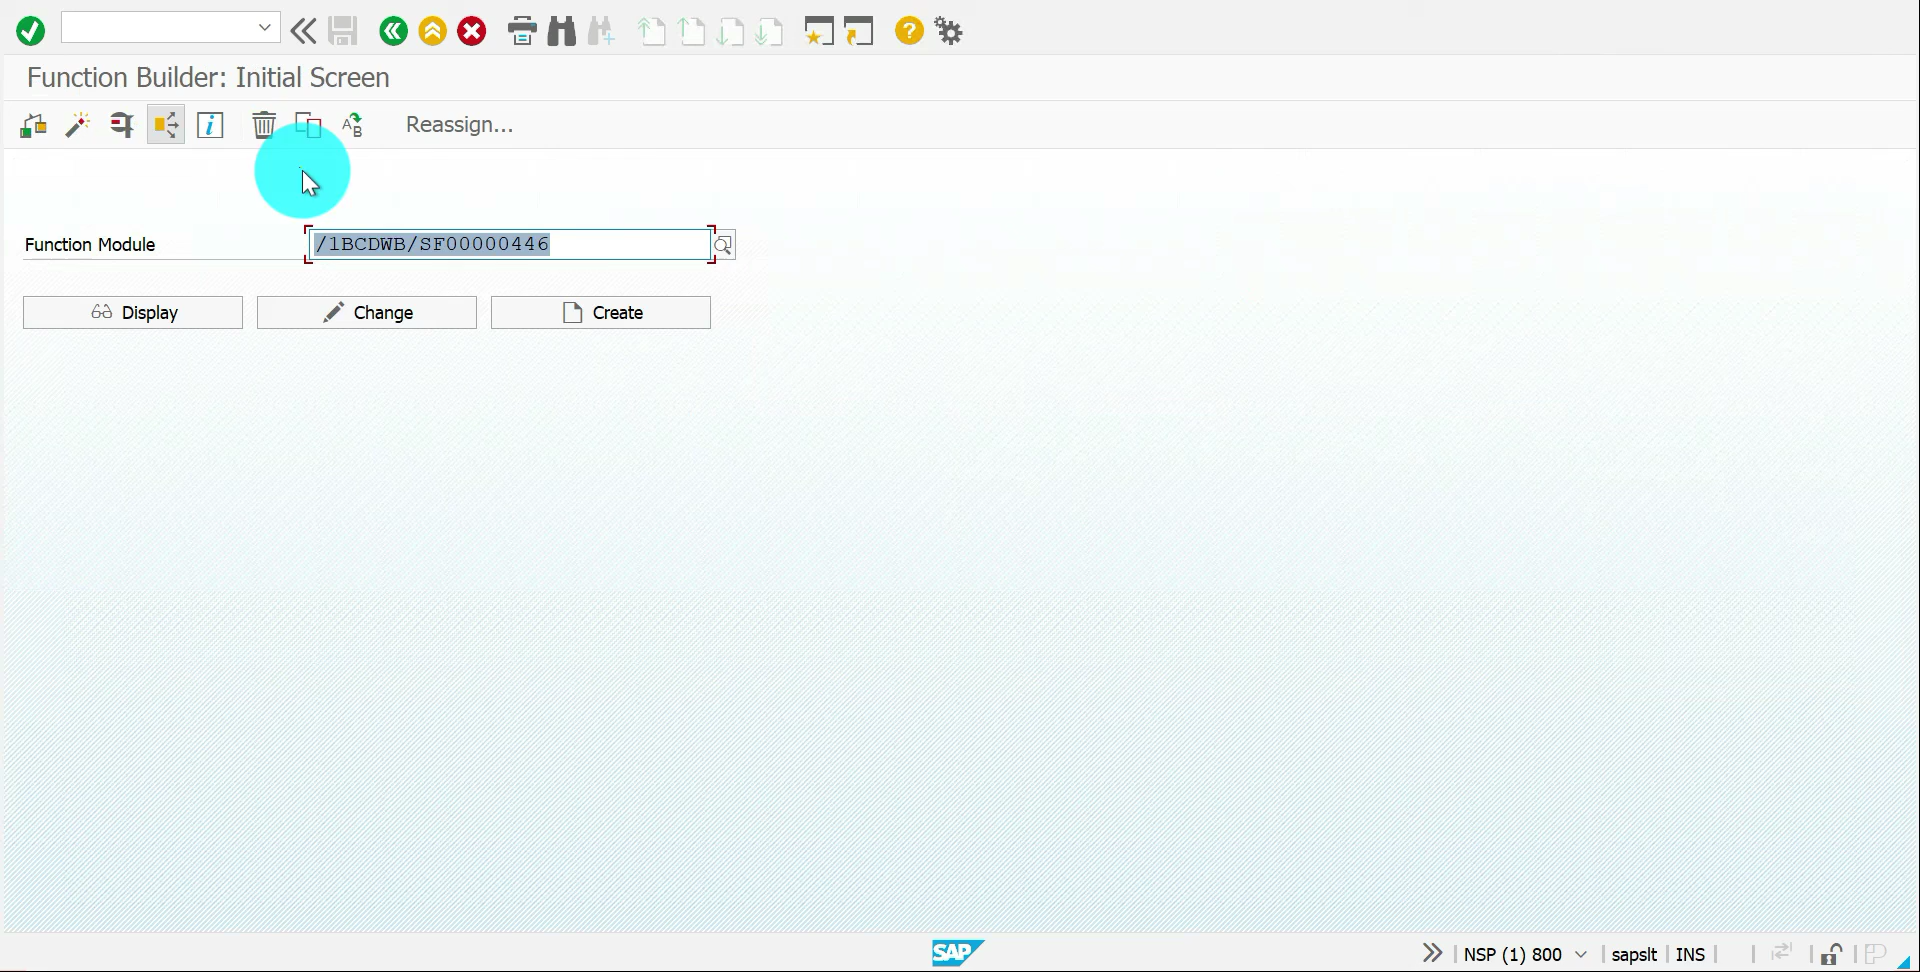 Function Builder: Initial Screen
Reassign...
Function Module /1BCDWB/SF00000446
Display Change Create
SAP NSP (1) 800 sapslt INS